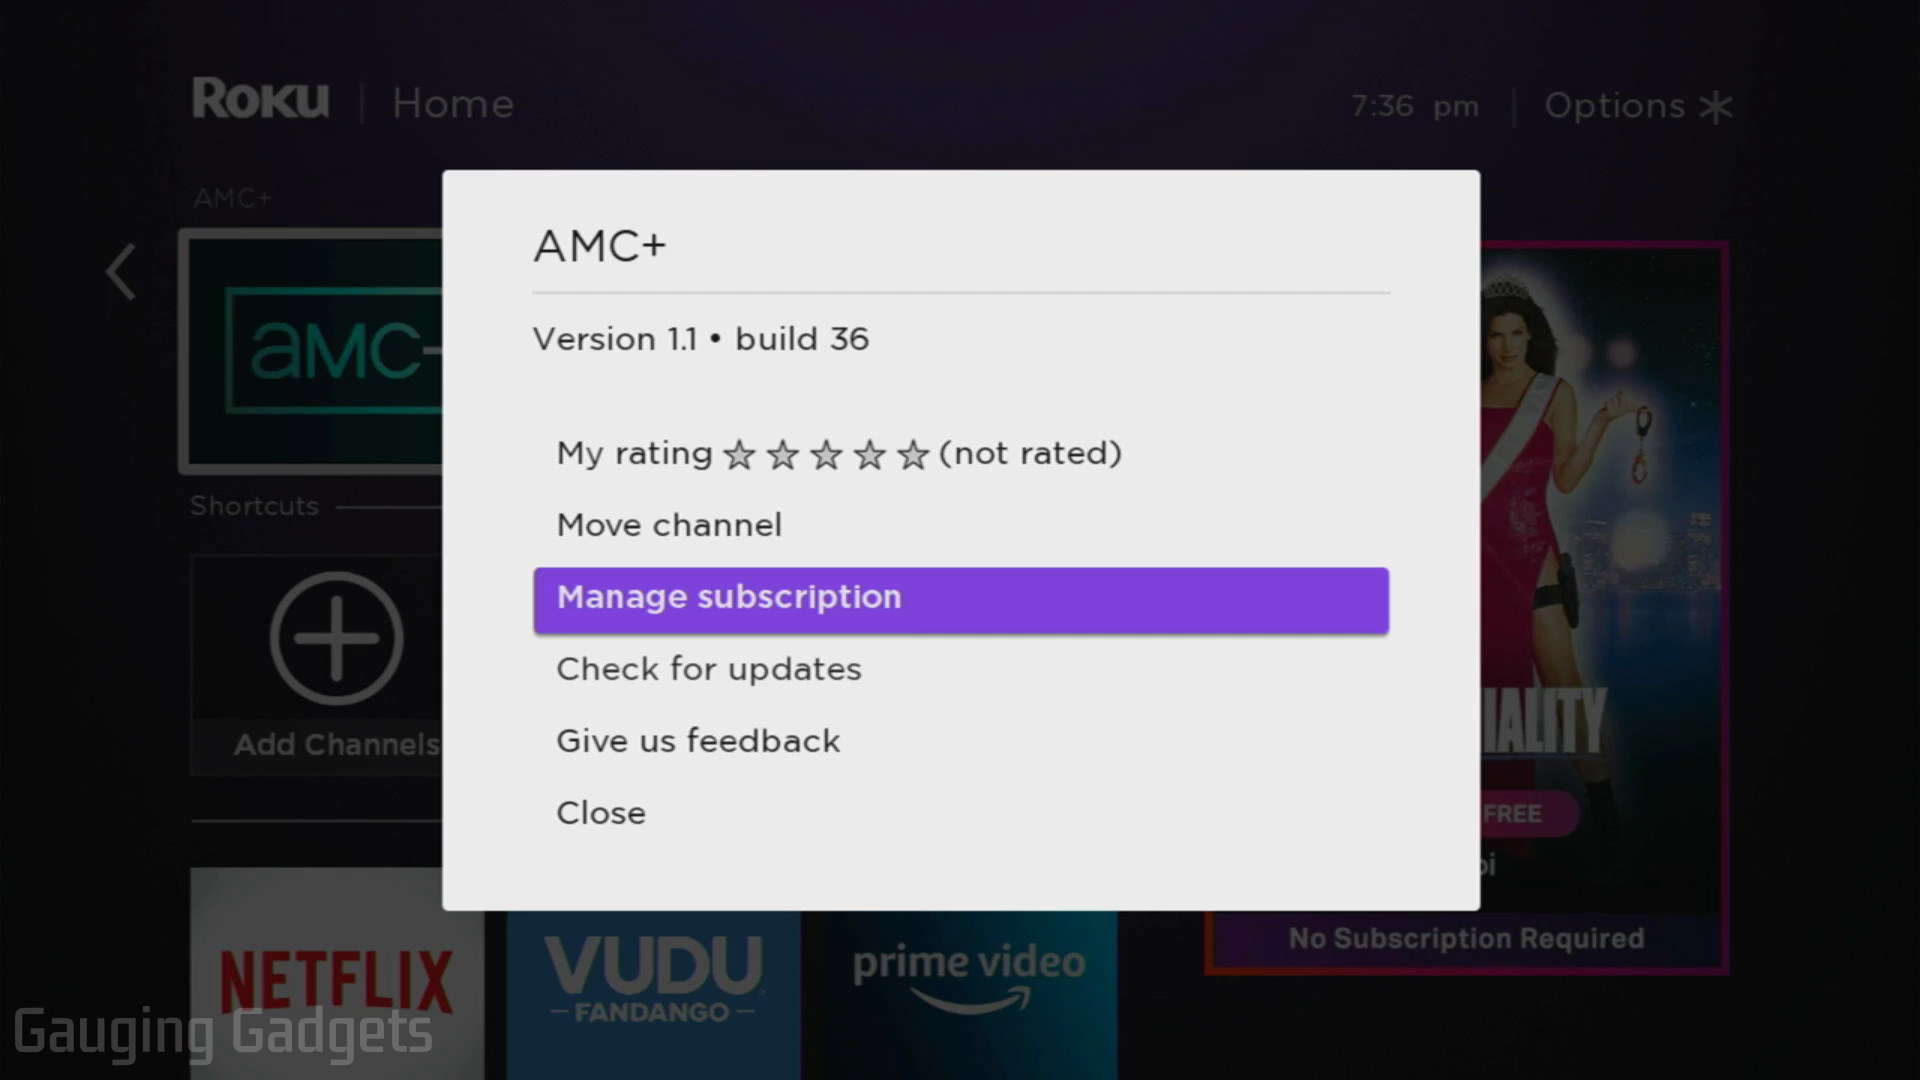 Roku | Home
7:36 pm | Options
AMC+
aMC
Shortcuts
Add Channels
AMC+
Version 1.1 • build 36
My rating ☆ ☆ ☆ ☆ ☆ (not rated)
Move channel
Manage subscription
Check for updates
Give us feedback
Close
IALITY
FREE
No Subscription Required
NETFLIX
VUDU
FANDANGO
prime video
Gauging Gadgets